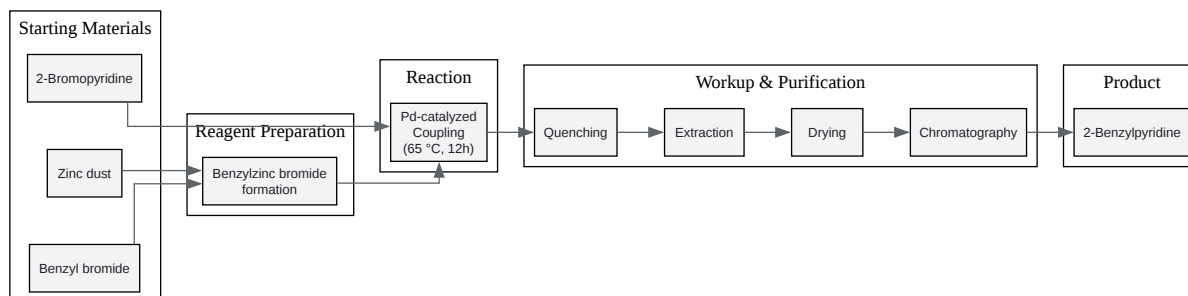 Starting Materials
2-Bromopyridine
Zinc dust
Benzyl bromide
Reagent Preparation
Benzylzinc bromide
formation
Reaction
Pd-catalyzed
Coupling
(65 °C, 12h)
Workup & Purification
Quenching
Extraction
Drying
Chromatography
Product
2-Benzylpyridine